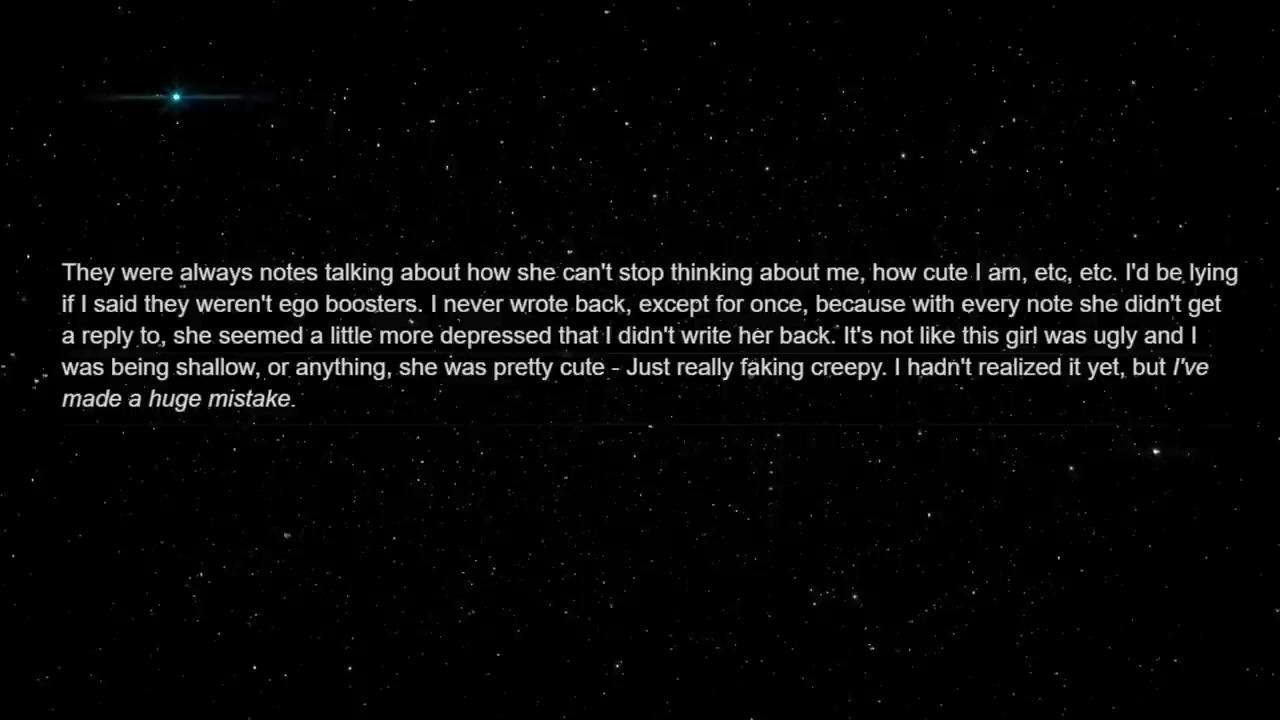 They were always notes talking about how she can't stop thinking about me, how cute I am, etc, etc. I'd be lying
if I said they weren't ego boosters. I never wrote back, except for once, because with every note she didn't get
a reply to, she seemed a little more depressed that I didn't write her back. It's not like this girl was ugly and I
was being shallow, or anything, she was pretty cute - Just really faking creepy. I hadn't realized it yet, but I've
made a huge mistake.